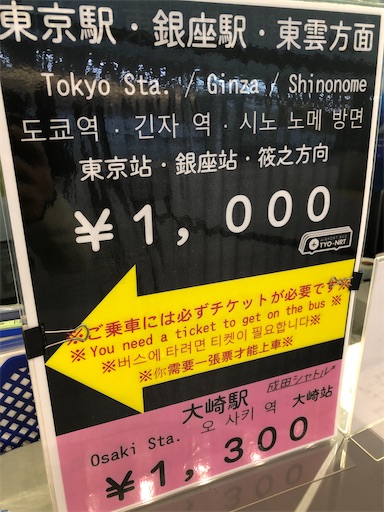 東京駅・銀座駅・東雲方面
Tokyo Sta. / Ginza / Shinonome
도쿄역 · 긴자 역 · 시노 노메 방면
東京站・銀座站・筱之方向
¥1,000
TYO-NRT
※ご乗車には必ずチケットが必要です※
※ You need a ticket to get on the bus ※
※버스에 타려면 티켓이 필요합니다※
※你需要一張票才能上車※
成田シャトル
大崎駅
Osaki Sta. 오 사키 역 大崎站
¥1,300